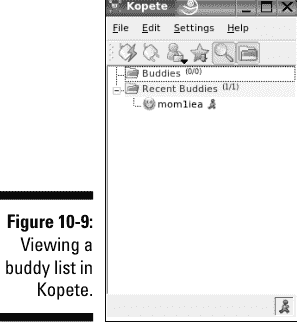 Kopete
File Edit Settings Help
Buddies (0/0)
Recent Buddies (1/1)
mom1iea
Figure 10-9:
Viewing a
buddy list in
Kopete.